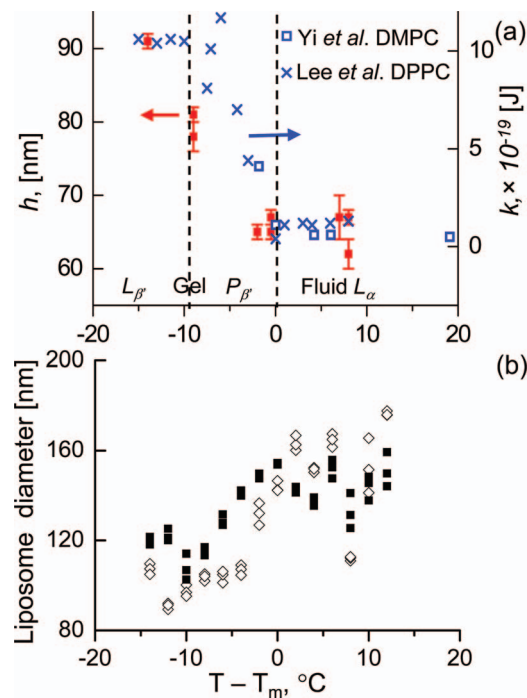 (a)
90
80
70
60
h, [nm]
10
5
0
k, × 10⁻¹⁹ [J]
Yi et al. DMPC
Lee et al. DPPC
Lβ' Gel Pβ' Fluid Lα
-20 -10 0 10 20
(b)
200
160
120
80
Liposome diameter [nm]
-20 -10 0 10 20
T – Tm, °C